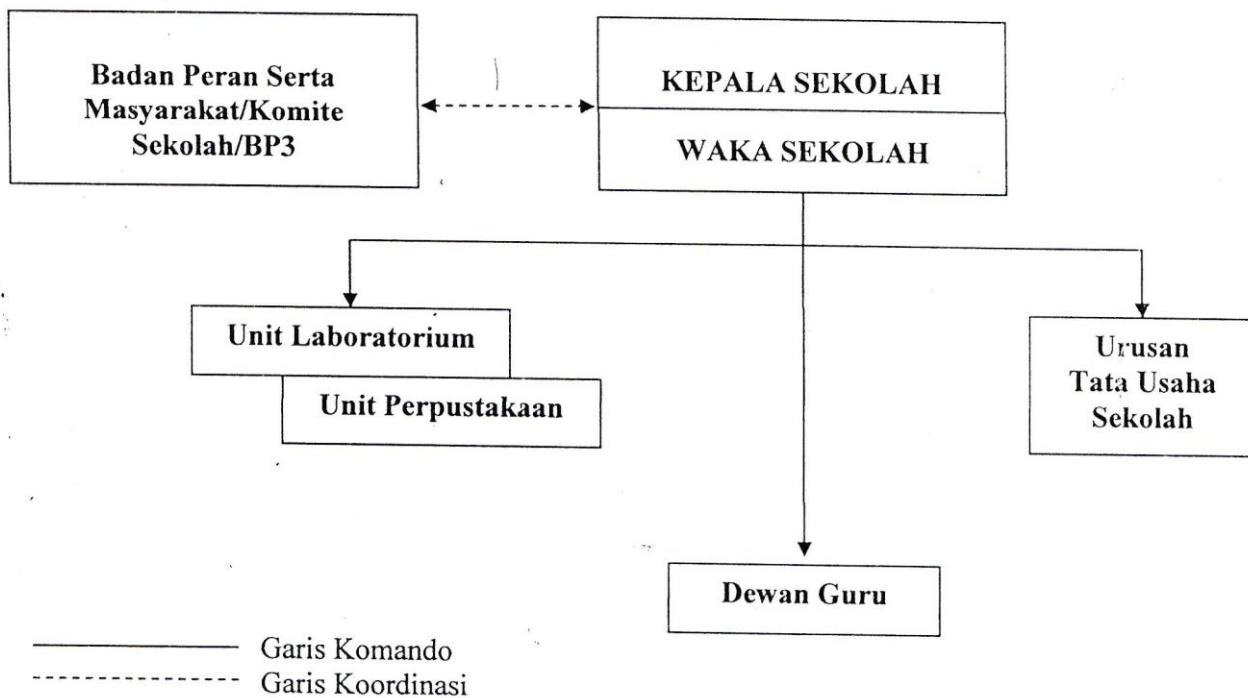 Badan Peran Serta
Masyarakat/Komite
Sekolah/BP3
KEPALA SEKOLAH
WAKA SEKOLAH
Unit Laboratorium
Unit Perpustakaan
Urusan
Tata Usaha
Sekolah
Dewan Guru
Garis Komando
Garis Koordinasi